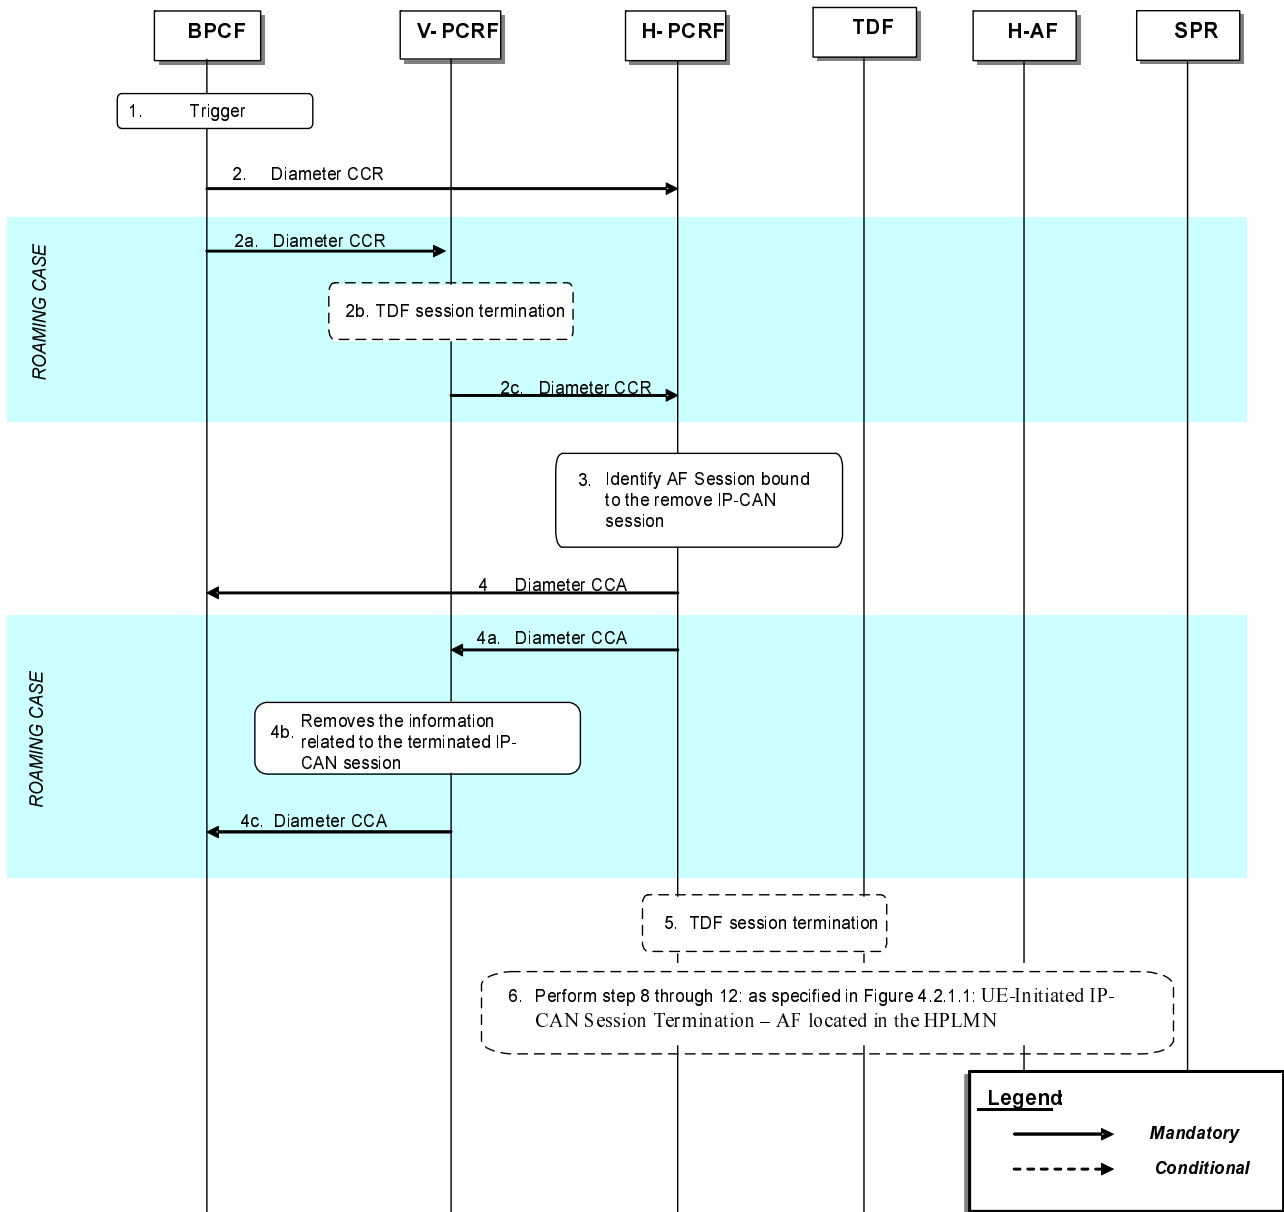 BPCF
V- PCRF
H- PCRF
TDF
H-AF
SPR
1. Trigger
2. Diameter CCR
ROAMING CASE
2a. Diameter CCR
2b. TDF session termination
2c. Diameter CCR
3. Identify AF Session bound
to the remove IP-CAN
session
4 Diameter CCA
ROAMING CASE
4a. Diameter CCA
4b. Removes the information
related to the terminated IP-
CAN session
4c. Diameter CCA
5. TDF session termination
6. Perform step 8 through 12: as specified in Figure 4.2.1.1: UE-Initiated IP-
CAN Session Termination – AF located in the HPLMN
Legend
Mandatory
Conditional